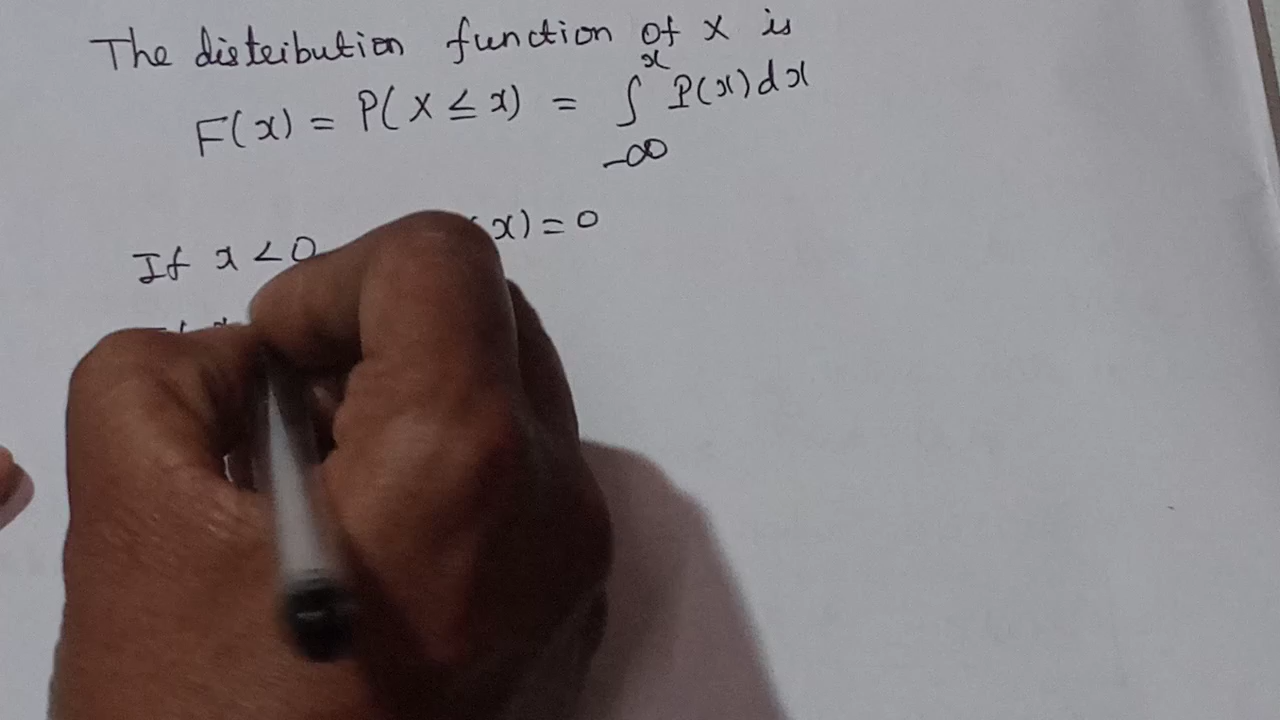 The distribution function of X is
F(x) = P(X ≤ x) = ∫_{-∞}^{x} P(x) dx
If x < 0 x) = 0